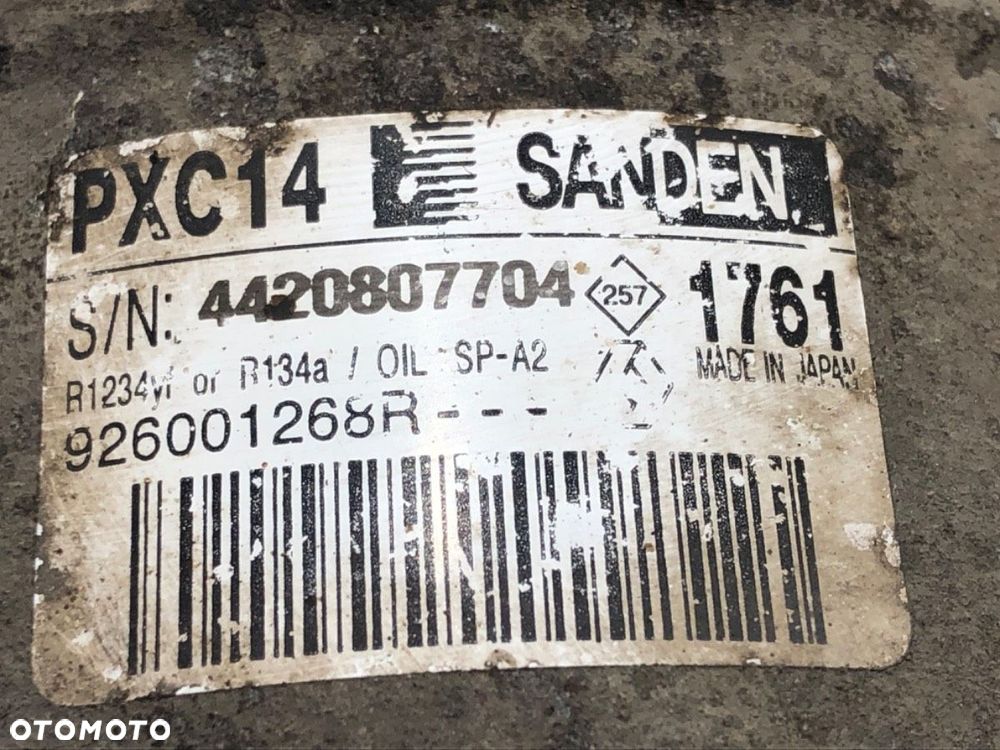 PXC14 SANDEN
S/N: 4420807704 257 1761
R1234yf or R134a / OIL SP-A2 MADE IN JAPAN
926001268R---
OTOMOTO